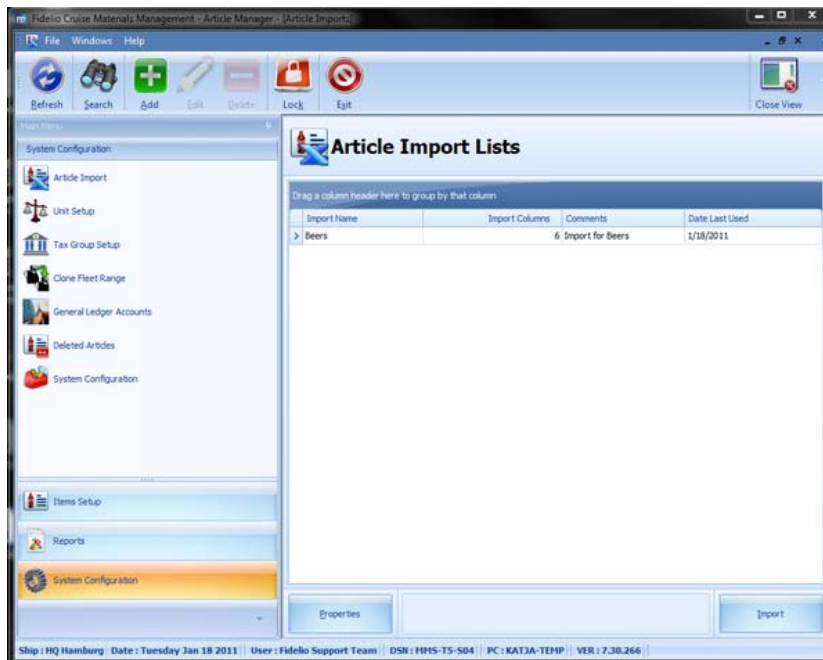 Fidelio Cruise Materials Management - Article Manager - [Article Imports]
File Windows Help
Refresh Search Add Edit Delete Lock Exit Close View
Main Menu
System Configuration
Article Import
Unit Setup
Tax Group Setup
Clone Fleet Range
General Ledger Accounts
Deleted Articles
System Configuration
Items Setup
Reports
System Configuration
Article Import Lists
Drag a column header here to group by that column
Import Name Import Columns Comments Date Last Used
Beers 6 Import for Beers 1/18/2011
Properties Import
Ship : HQ Hamburg Date : Tuesday Jan 18 2011 User : Fidelio Support Team DSN : MMS-TS-S04 PC : KATJA-TEMP VER : 7.30.266